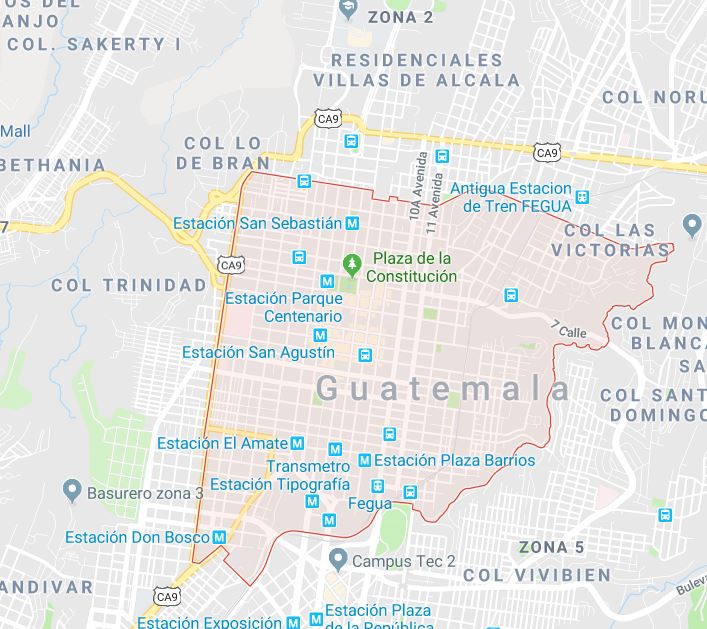 OS DEL
ANJO
COL. SAKERTY I
ZONA 2
RESIDENCIALES
VILLAS DE ALCALA
COL NORU
CA9
Mall
COL LO
DE BRAN
CA9
BETHANIA
10A Avenida
11 Avenida
Antigua Estacion
de Tren FEGUA
7
Estación San Sebastián
M
COL LAS
VICTORIAS
CA9
Plaza de la
Constitución
COL TRINIDAD
M
Estación Parque
Centenario
7 Calle
COL MON
BLANCA
SA
M
Estación San Agustín
Guatemala
COL SANT
DOMINGO
Estación El Amate
M
M
Transmetro
M
Estación Plaza Barrios
Estación Tipografía
Basurero zona 3
M
Fegua
M
Estación Don Bosco
M
ZONA 5
Campus Tec 2
COL VIVIBIEN
ANDIVAR
CA9
Bulev
Estación Exposición
M
M
Estación Plaza
de la República